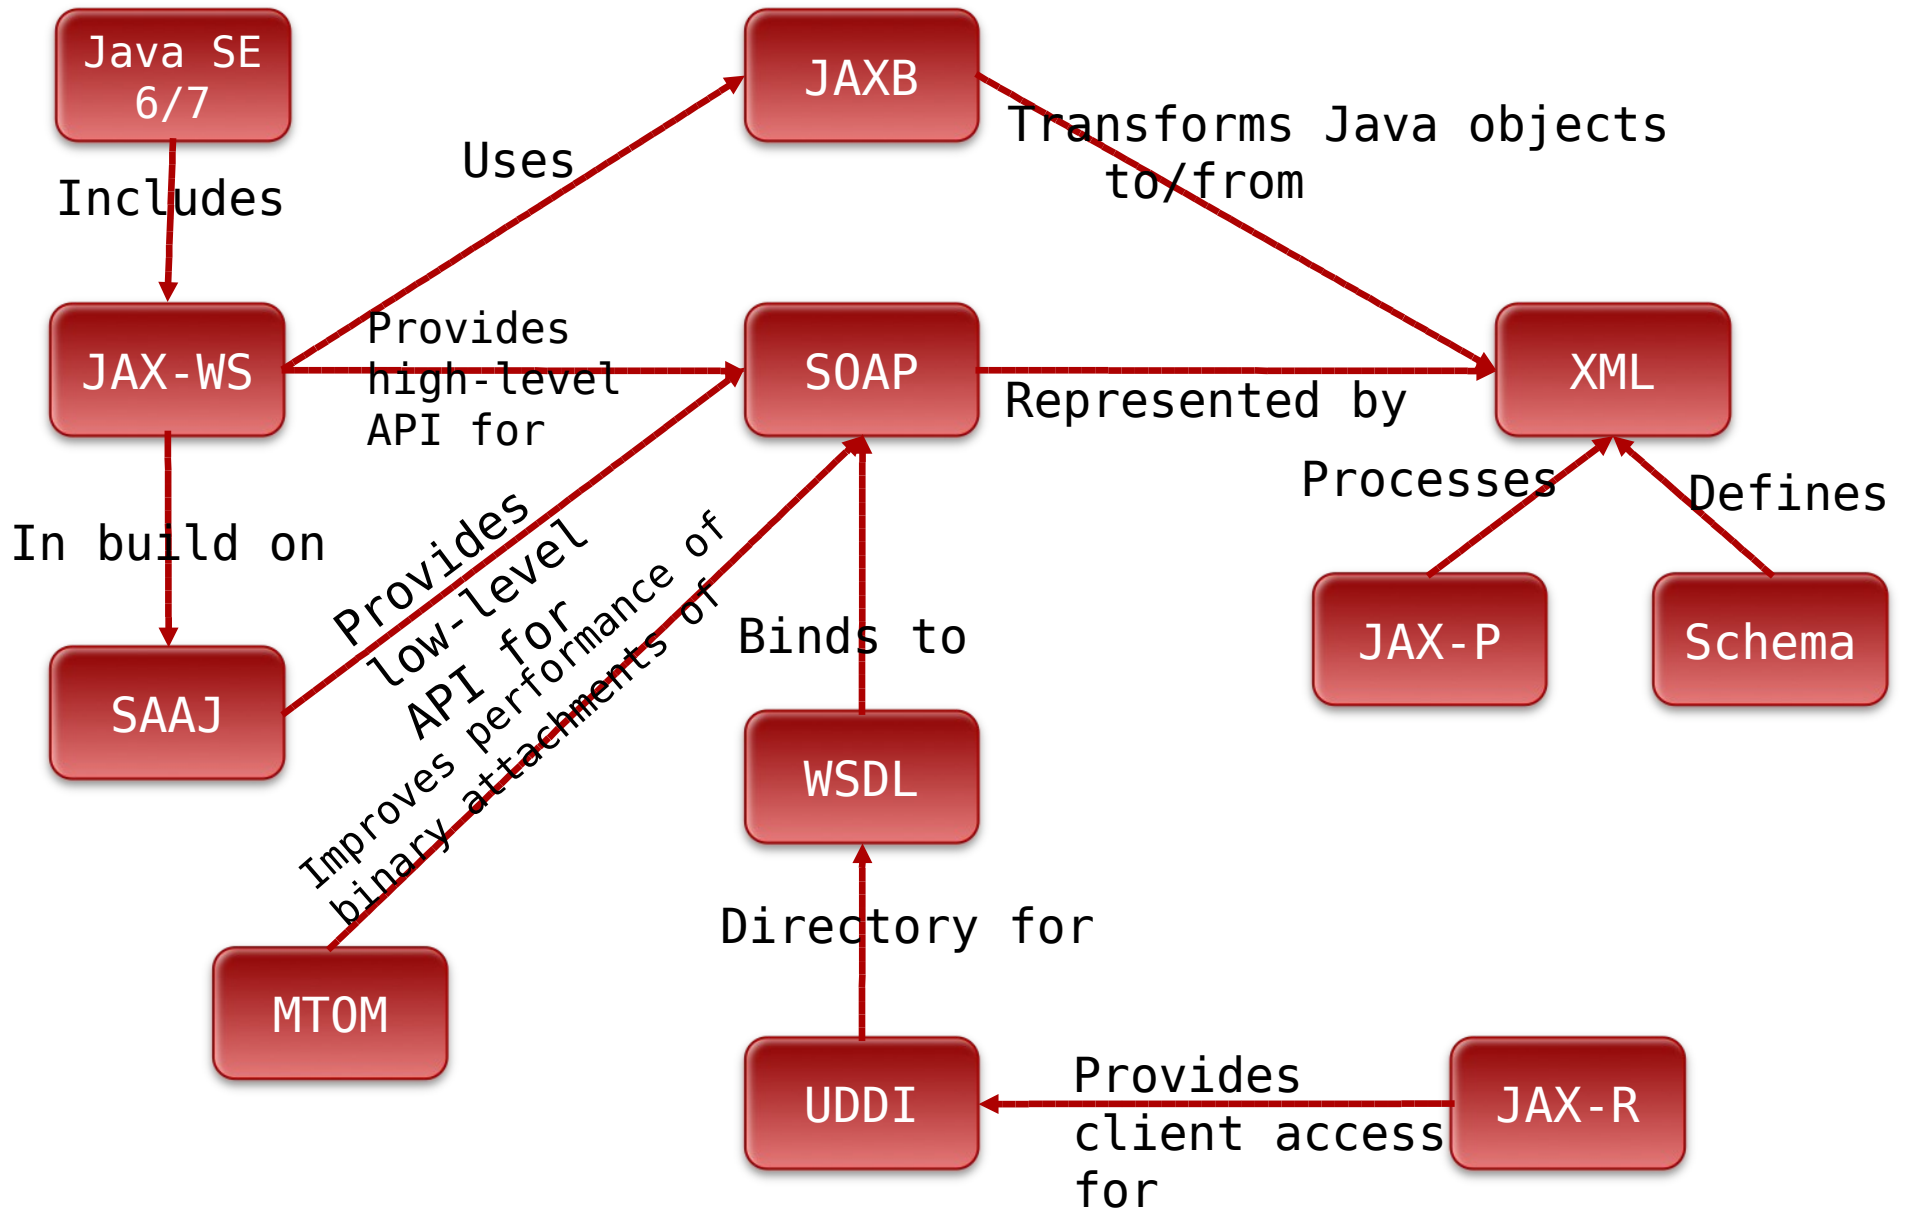 Java SE
6/7
JAXB
Transforms Java objects
to/from
Uses
Includes
JAX-WS
Provides
high-level
API for
SOAP
Represented by
XML
Processes
Defines
In build on
Provides
low-level
API for
Improves performance of
binary attachments of
Binds to
JAX-P
Schema
SAAJ
WSDL
Directory for
MTOM
UDDI
Provides
client access
for
JAX-R